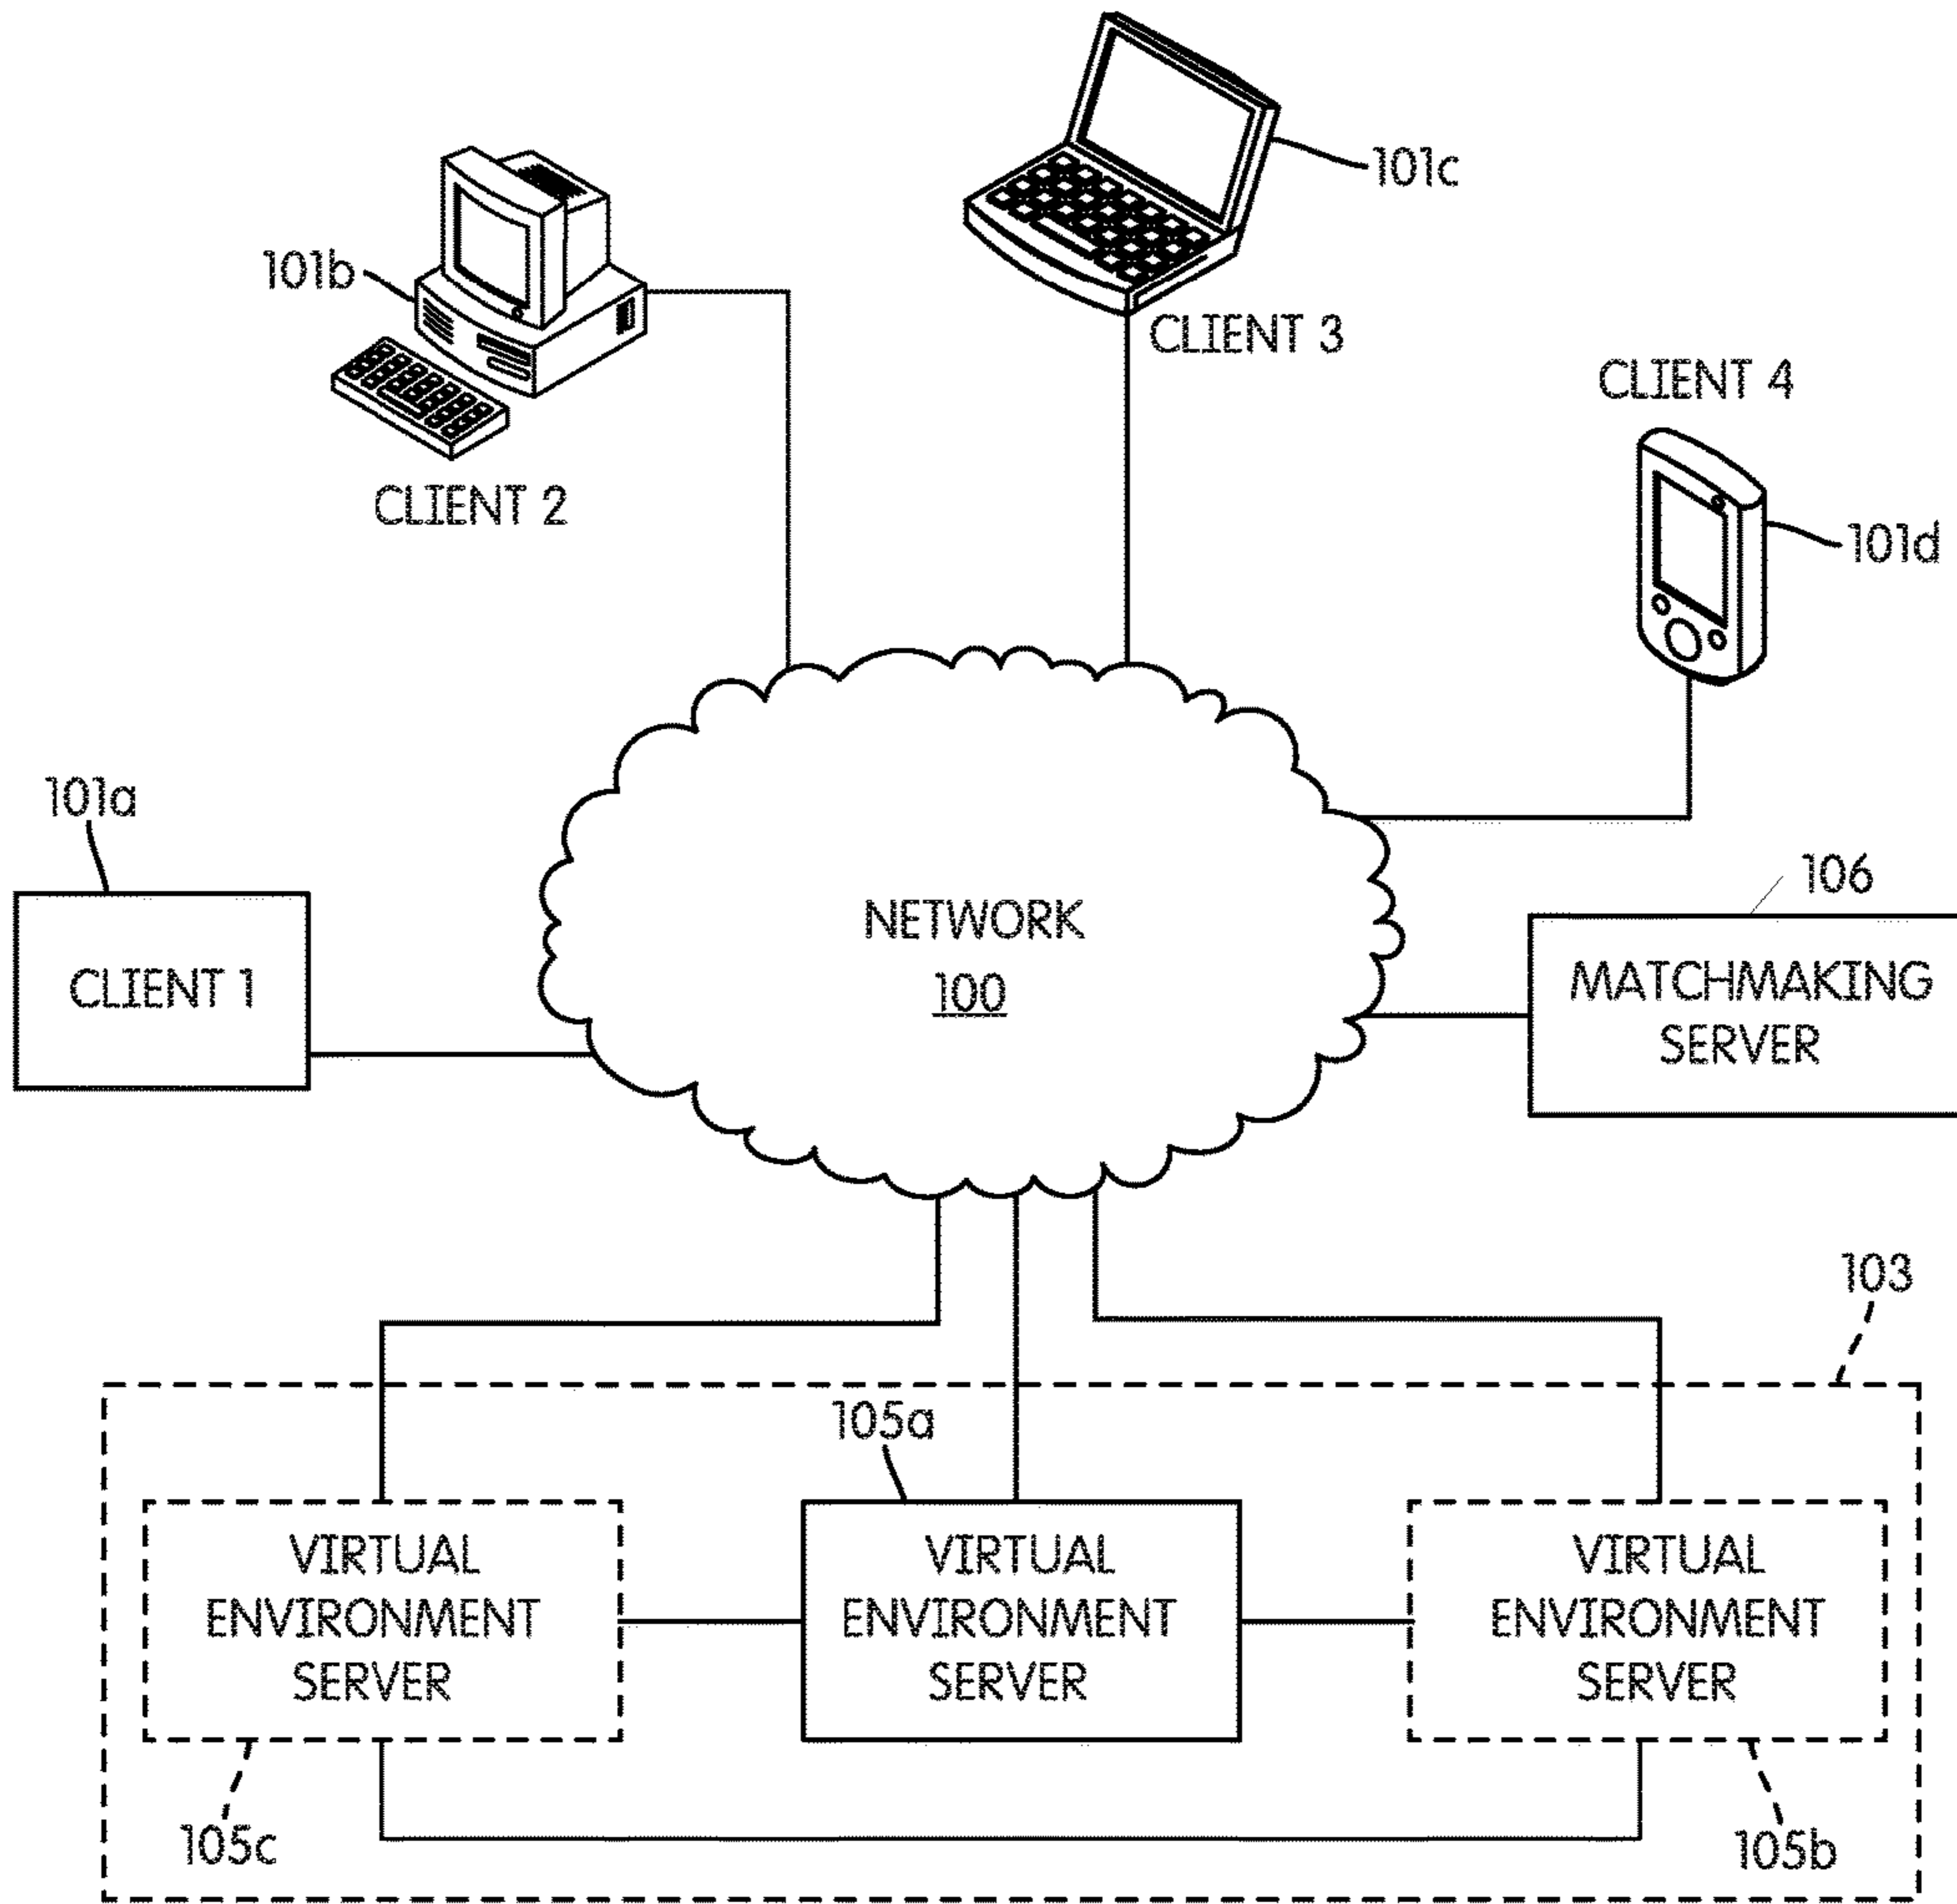 101c
101b
CLIENT 3
CLIENT 4
CLIENT 2
101d
101a
106
NETWORK
100
CLIENT 1
MATCHMAKING
SERVER
103
105a
VIRTUAL
ENVIRONMENT
SERVER
VIRTUAL
ENVIRONMENT
SERVER
VIRTUAL
ENVIRONMENT
SERVER
105c
105b